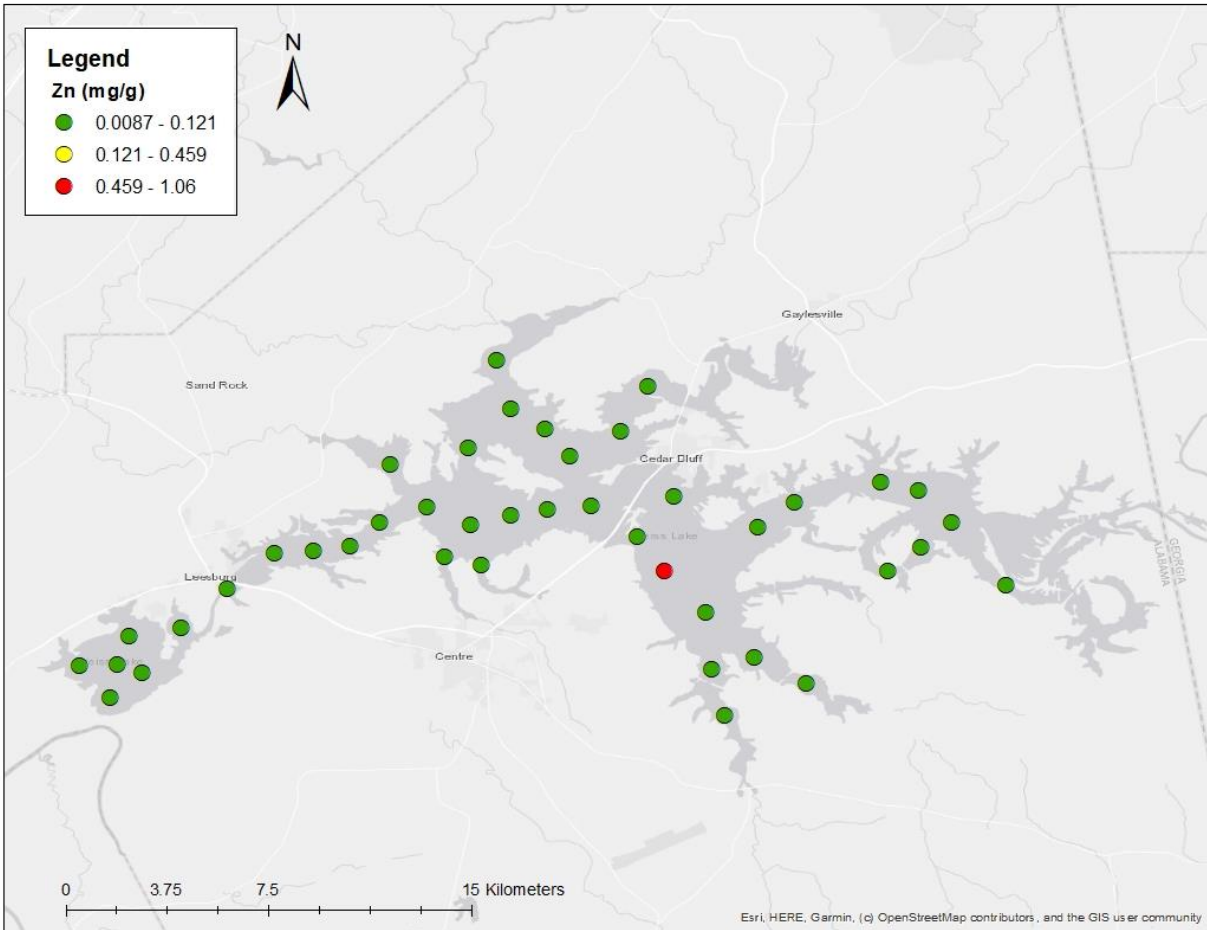 Legend
Zn (mg/g)
0.0087 - 0.121
0.121 - 0.459
0.459 - 1.06
N
Gaylesville
Sand Rock
Cedar Bluff
Lake
Leesburg
GEORGIA
ALABAMA
Centre
0 3.75 7.5 15 Kilometers
Esri, HERE, Garmin, (c) OpenStreetMap contributors, and the GIS user community